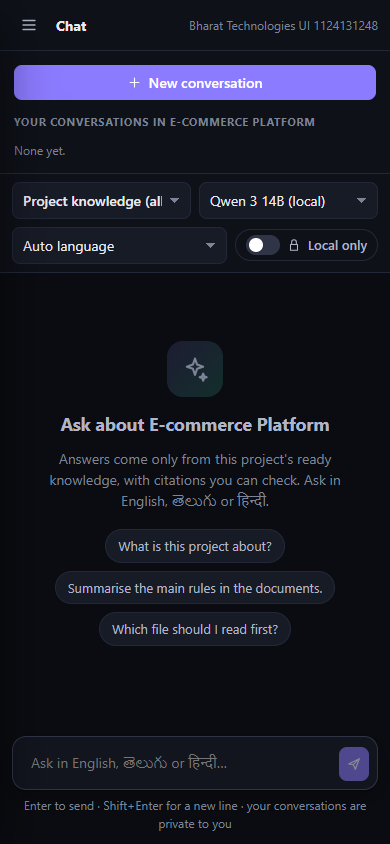 Chat
Bharat Technologies UI 1124131248
+ New conversation
YOUR CONVERSATIONS IN E-COMMERCE PLATFORM
None yet.
Project knowledge (all
Qwen 3 14B (local)
Auto language
Local only
Ask about E-commerce Platform
Answers come only from this project's ready
knowledge, with citations you can check. Ask in
English, తెలుగు or हिन्दी.
What is this project about?
Summarise the main rules in the documents.
Which file should I read first?
Ask in English, తెలుగు or हिन्दी...
Enter to send · Shift+Enter for a new line · your conversations are
private to you